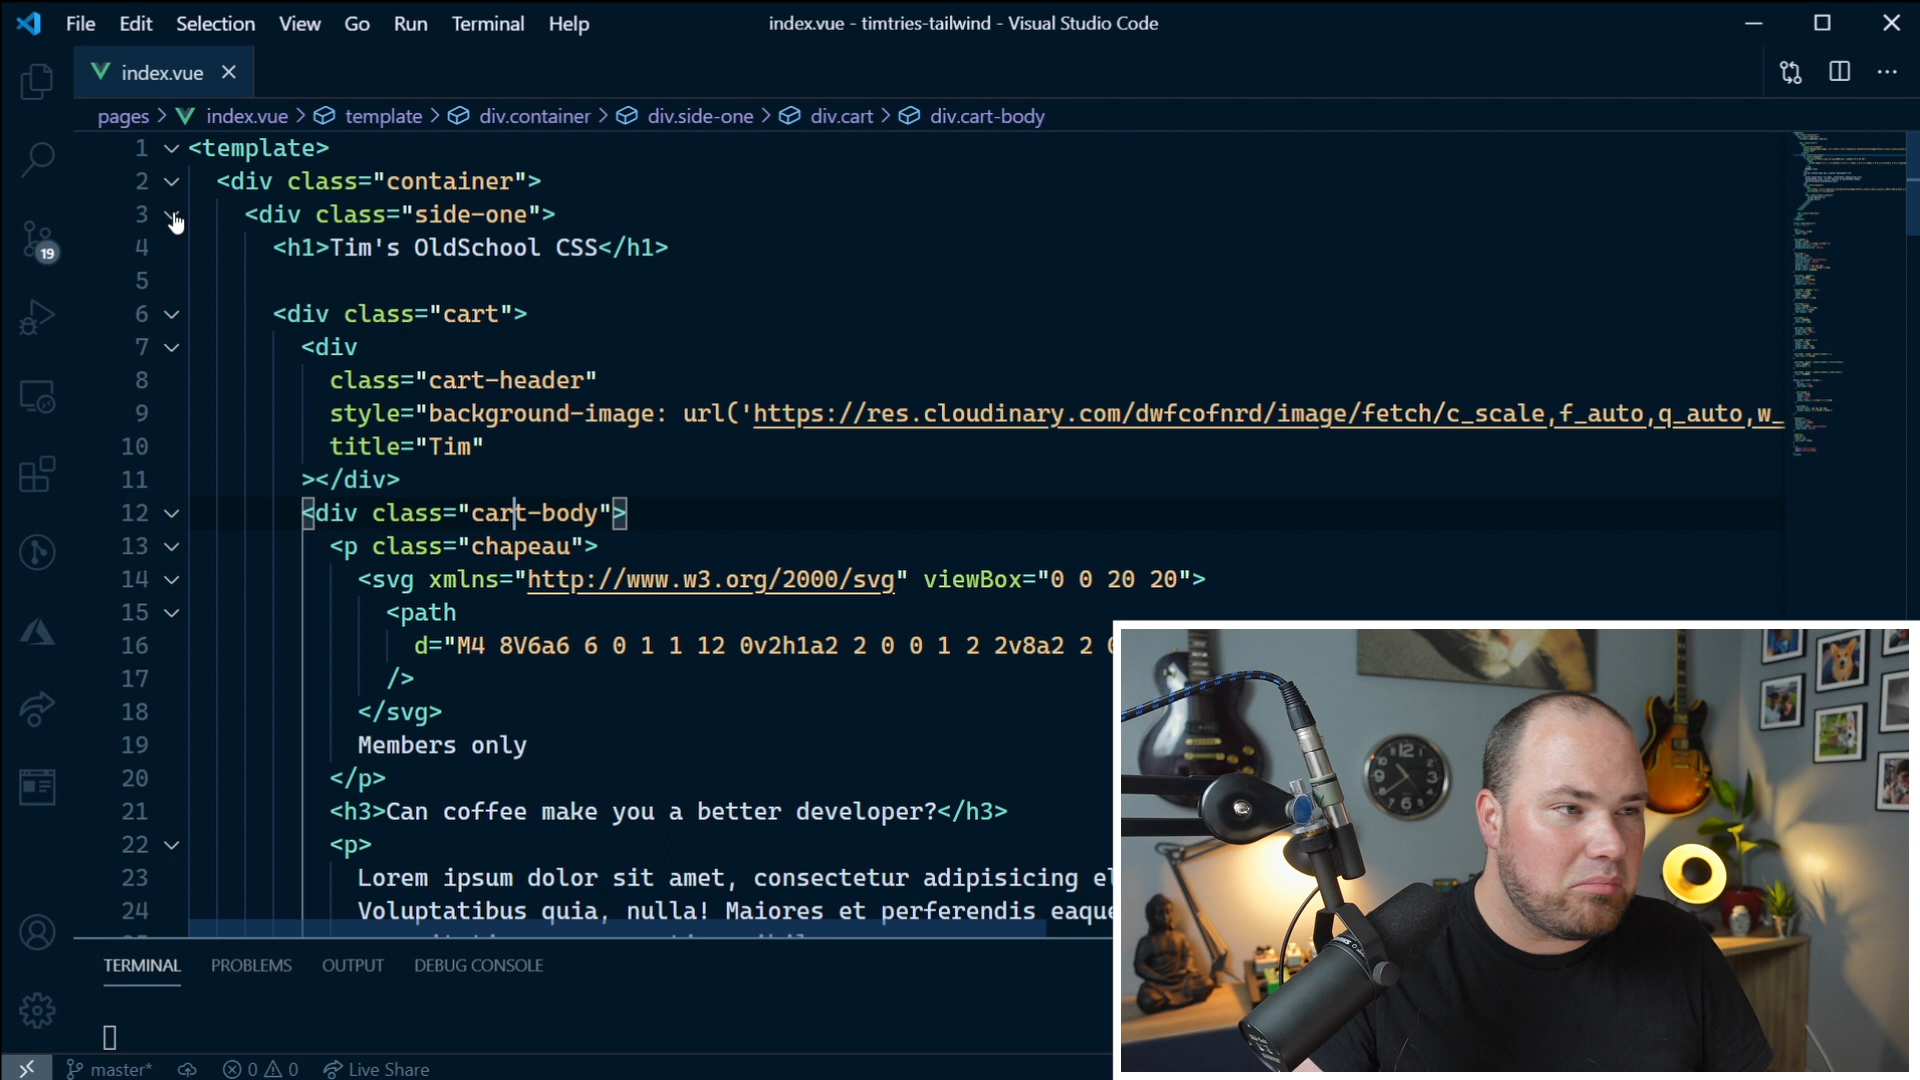 File Edit Selection View Go Run Terminal Help
index.vue - timtries-tailwind - Visual Studio Code
index.vue
pages > index.vue > template > div.container > div.side-one > div.cart > div.cart-body
1 <template>
2 <div class="container">
3 <div class="side-one">
4 <h1>Tim's OldSchool CSS</h1>
5
6 <div class="cart">
7 <div
8 class="cart-header"
9 style="background-image: url('https://res.cloudinary.com/dwfcofnrd/image/fetch/c_scale,f_auto,q_auto,w_
10 title="Tim"
11 ></div>
12 <div class="cart-body">
13 <p class="chapeau">
14 <svg xmlns="http://www.w3.org/2000/svg" viewBox="0 0 20 20">
15 <path
16 d="M4 8V6a6 6 0 1 1 12 0v2h1a2 2 0 0 1 2 2v8a2 2
17 />
18 </svg>
19 Members only
20 </p>
21 <h3>Can coffee make you a better developer?</h3>
22 <p>
23 Lorem ipsum dolor sit amet, consectetur adipisicing el
24 Voluptatibus quia, nulla! Maiores et perferendis eaque
19
TERMINAL PROBLEMS OUTPUT DEBUG CONSOLE
master* 0 0 Live Share